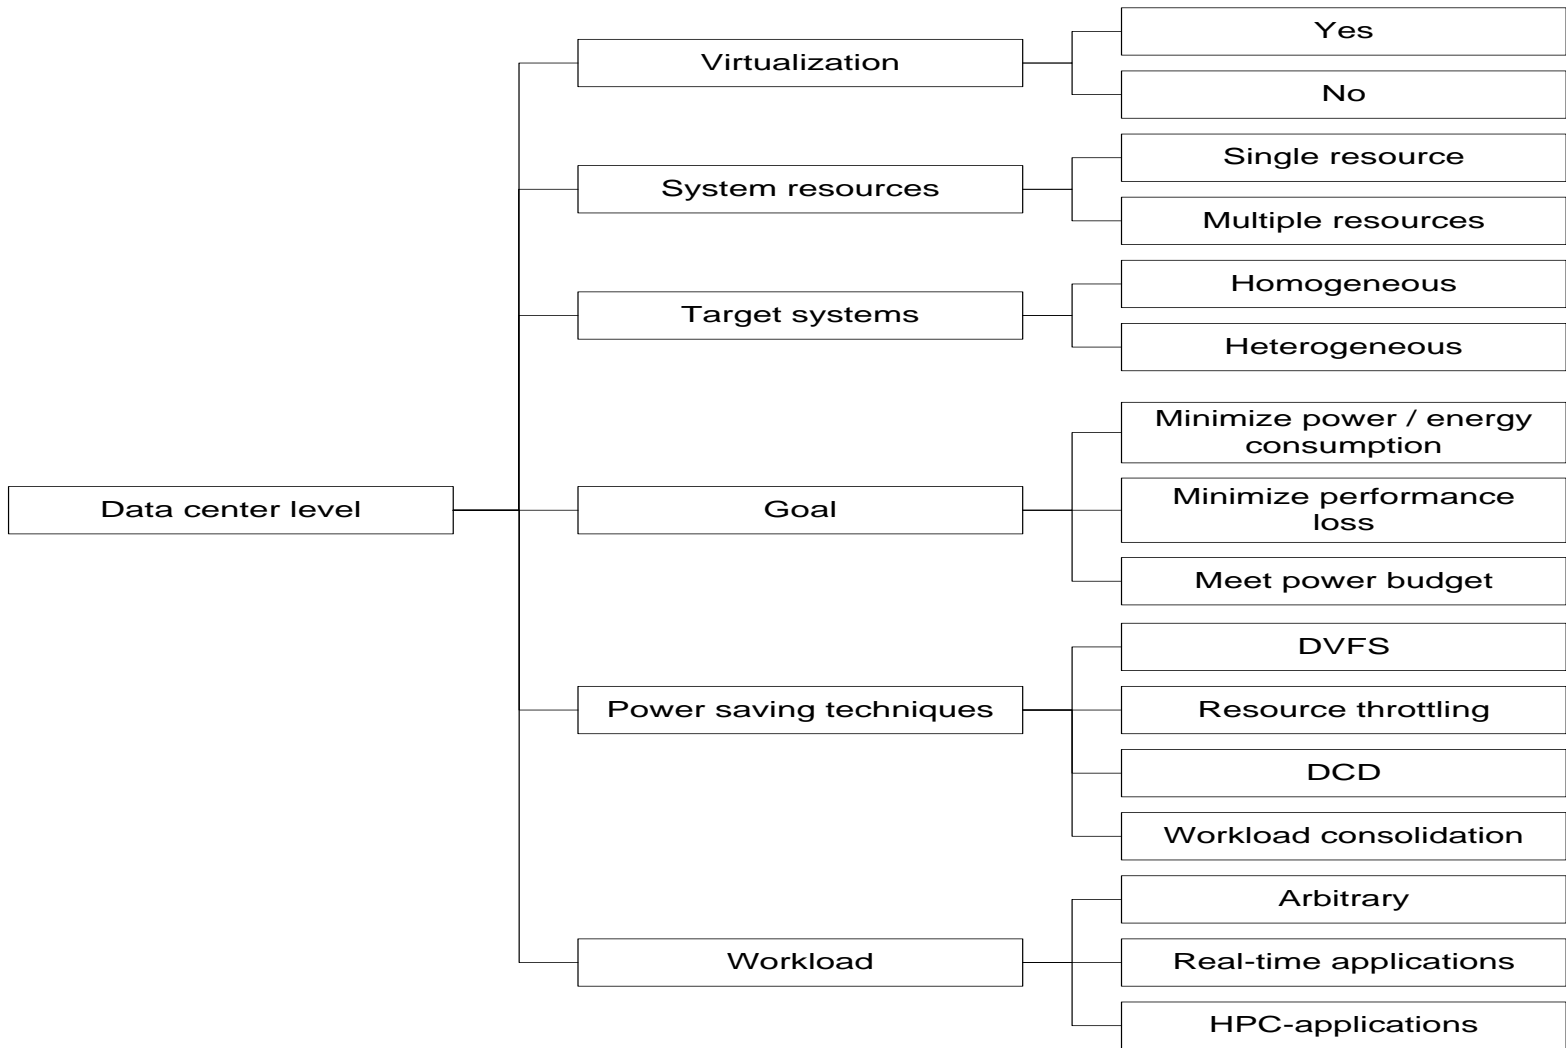 Data center level
Virtualization
Yes
No
System resources
Single resource
Multiple resources
Target systems
Homogeneous
Heterogeneous
Goal
Minimize power / energy
consumption
Minimize performance
loss
Meet power budget
Power saving techniques
DVFS
Resource throttling
DCD
Workload consolidation
Workload
Arbitrary
Real-time applications
HPC-applications